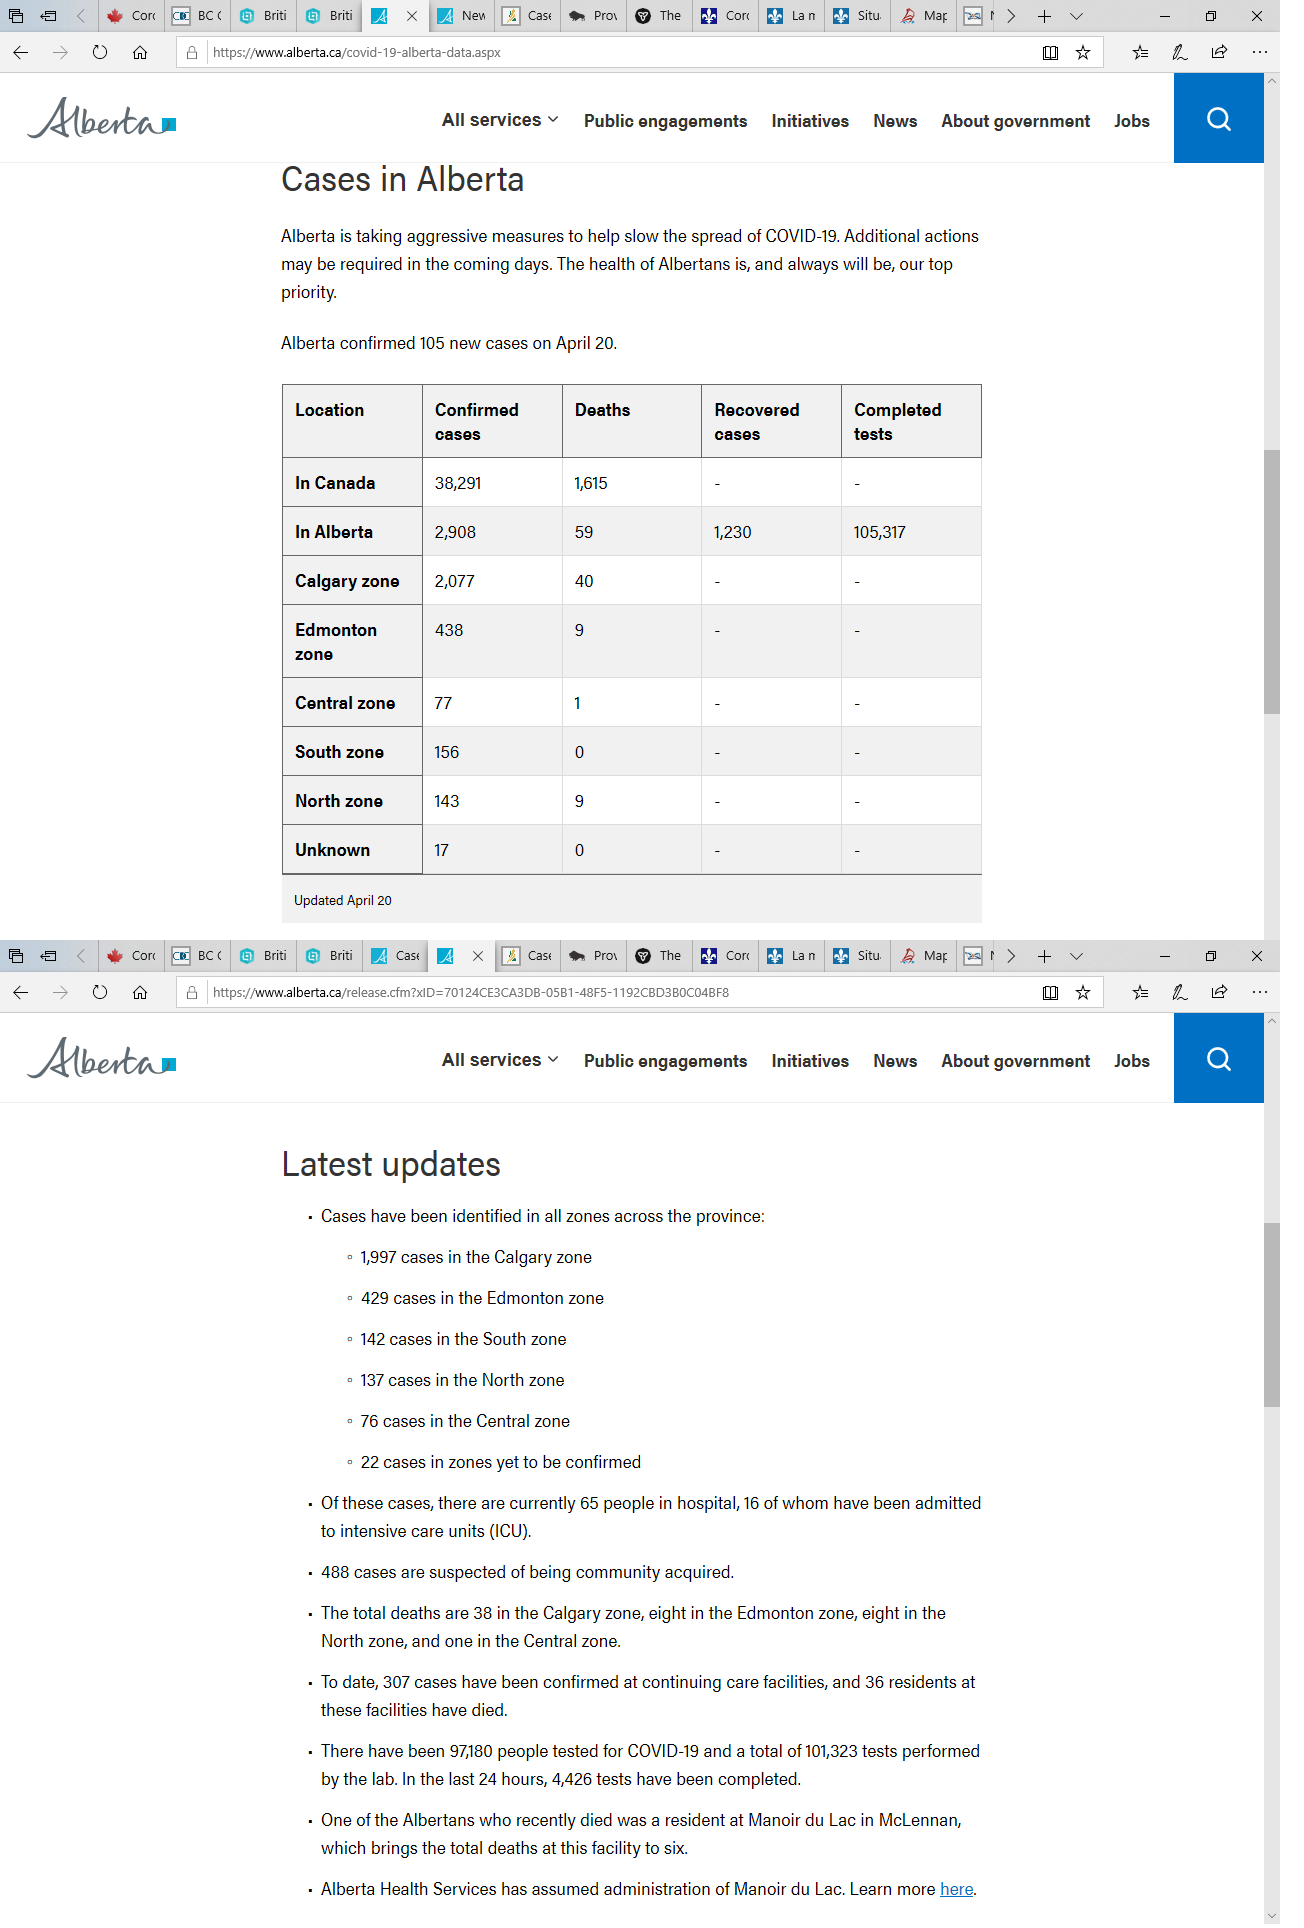 Corc BC C Briti Briti New Case Prov The Corc La n Situ Map
https://www.alberta.ca/covid-19-alberta-data.aspx
Alberta All services Public engagements Initiatives News About government Jobs
Cases in Alberta
Alberta is taking aggressive measures to help slow the spread of COVID-19. Additional actions
may be required in the coming days. The health of Albertans is, and always will be, our top
priority.
Alberta confirmed 105 new cases on April 20.
Location Confirmed cases Deaths Recovered cases Completed tests
In Canada 38,291 1,615 - -
In Alberta 2,908 59 1,230 105,317
Calgary zone 2,077 40 - -
Edmonton zone 438 9 - -
Central zone 77 1 - -
South zone 156 0 - -
North zone 143 9 - -
Unknown 17 0 - -
Updated April 20
Corc BC C Briti Briti Case Case Prov The Corc La n Situ Map
https://www.alberta.ca/release.cfm?xID=70124CE3CA3DB-05B1-48F5-1192CBD3B0C04BF8
Alberta All services Public engagements Initiatives News About government Jobs
Latest updates
▪ Cases have been identified in all zones across the province:
◦ 1,997 cases in the Calgary zone
◦ 429 cases in the Edmonton zone
◦ 142 cases in the South zone
◦ 137 cases in the North zone
◦ 76 cases in the Central zone
◦ 22 cases in zones yet to be confirmed
▪ Of these cases, there are currently 65 people in hospital, 16 of whom have been admitted
to intensive care units (ICU).
▪ 488 cases are suspected of being community acquired.
▪ The total deaths are 38 in the Calgary zone, eight in the Edmonton zone, eight in the
North zone, and one in the Central zone.
▪ To date, 307 cases have been confirmed at continuing care facilities, and 36 residents at
these facilities have died.
▪ There have been 97,180 people tested for COVID-19 and a total of 101,323 tests performed
by the lab. In the last 24 hours, 4,426 tests have been completed.
▪ One of the Albertans who recently died was a resident at Manoir du Lac in McLennan,
which brings the total deaths at this facility to six.
▪ Alberta Health Services has assumed administration of Manoir du Lac. Learn more here.